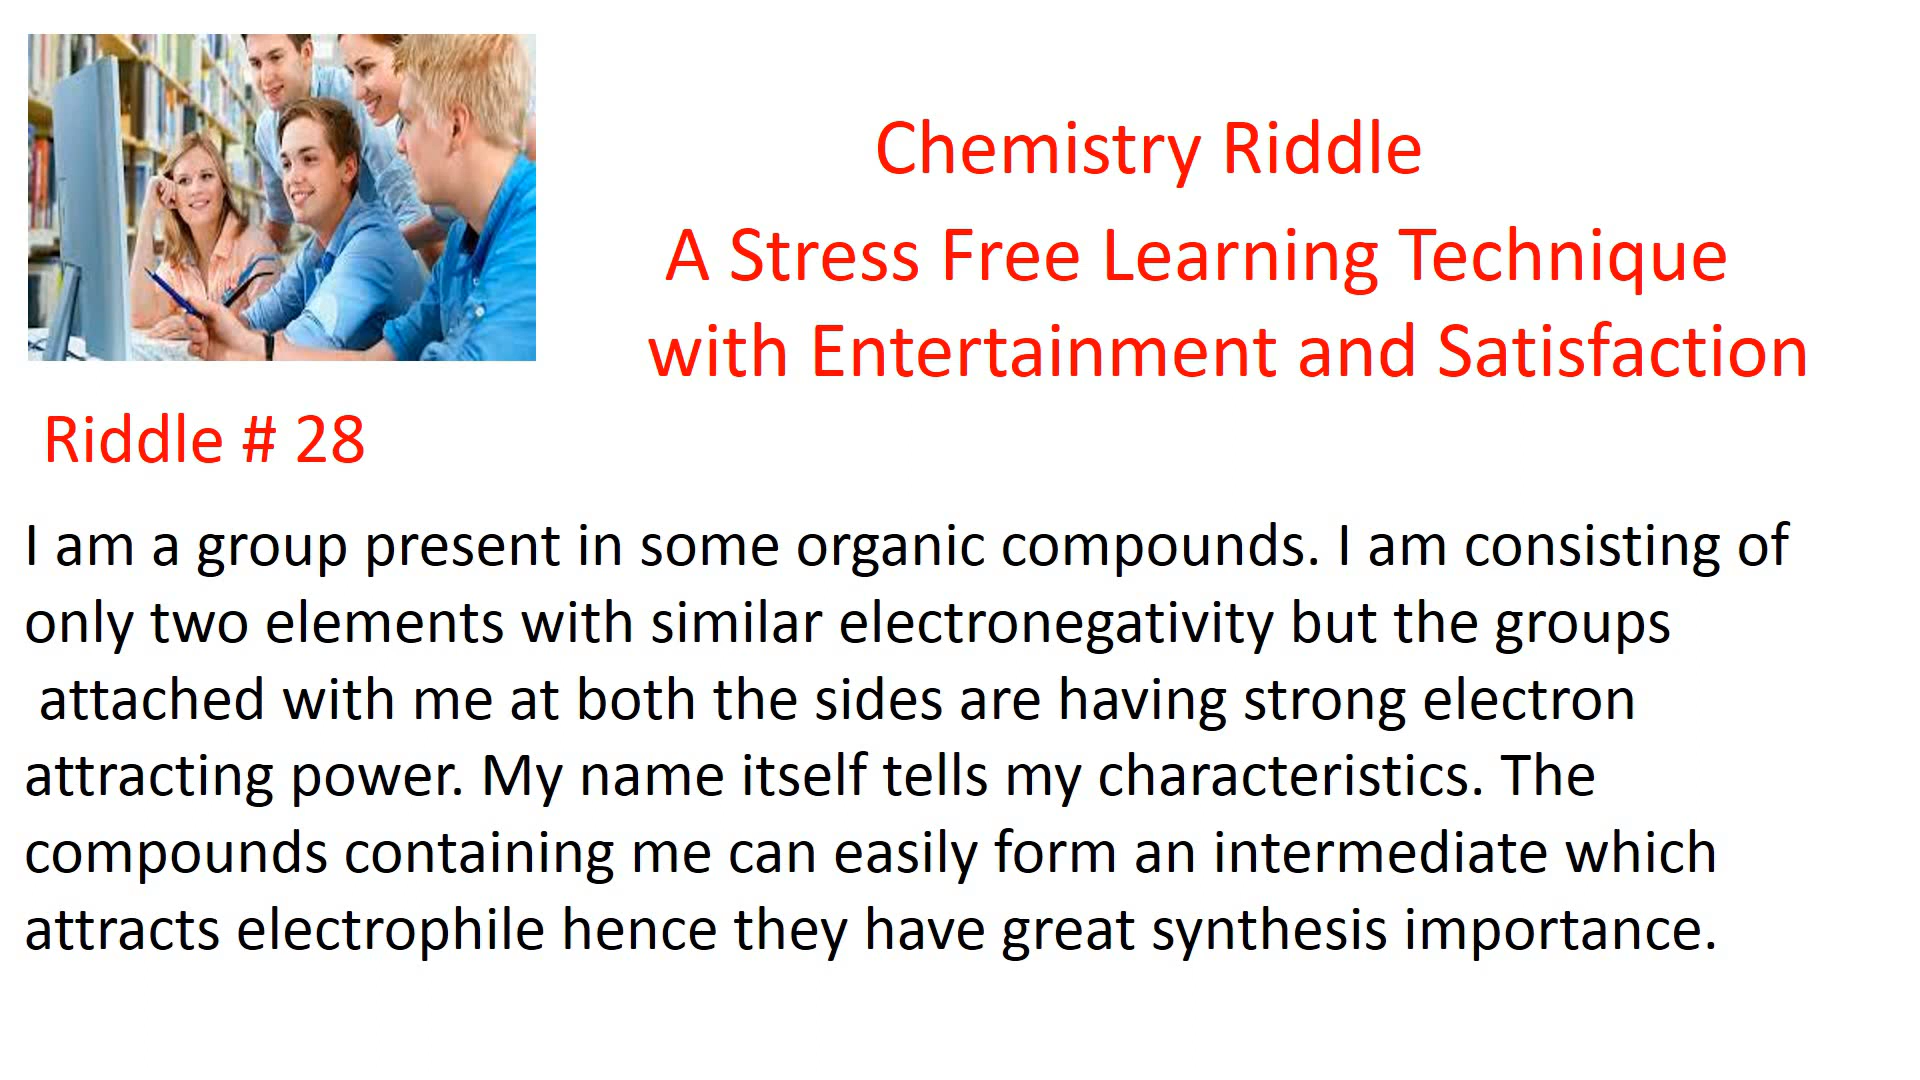 Chemistry Riddle
A Stress Free Learning Technique
with Entertainment and Satisfaction
Riddle # 28
I am a group present in some organic compounds. I am consisting of
only two elements with similar electronegativity but the groups
attached with me at both the sides are having strong electron
attracting power. My name itself tells my characteristics. The
compounds containing me can easily form an intermediate which
attracts electrophile hence they have great synthesis importance.